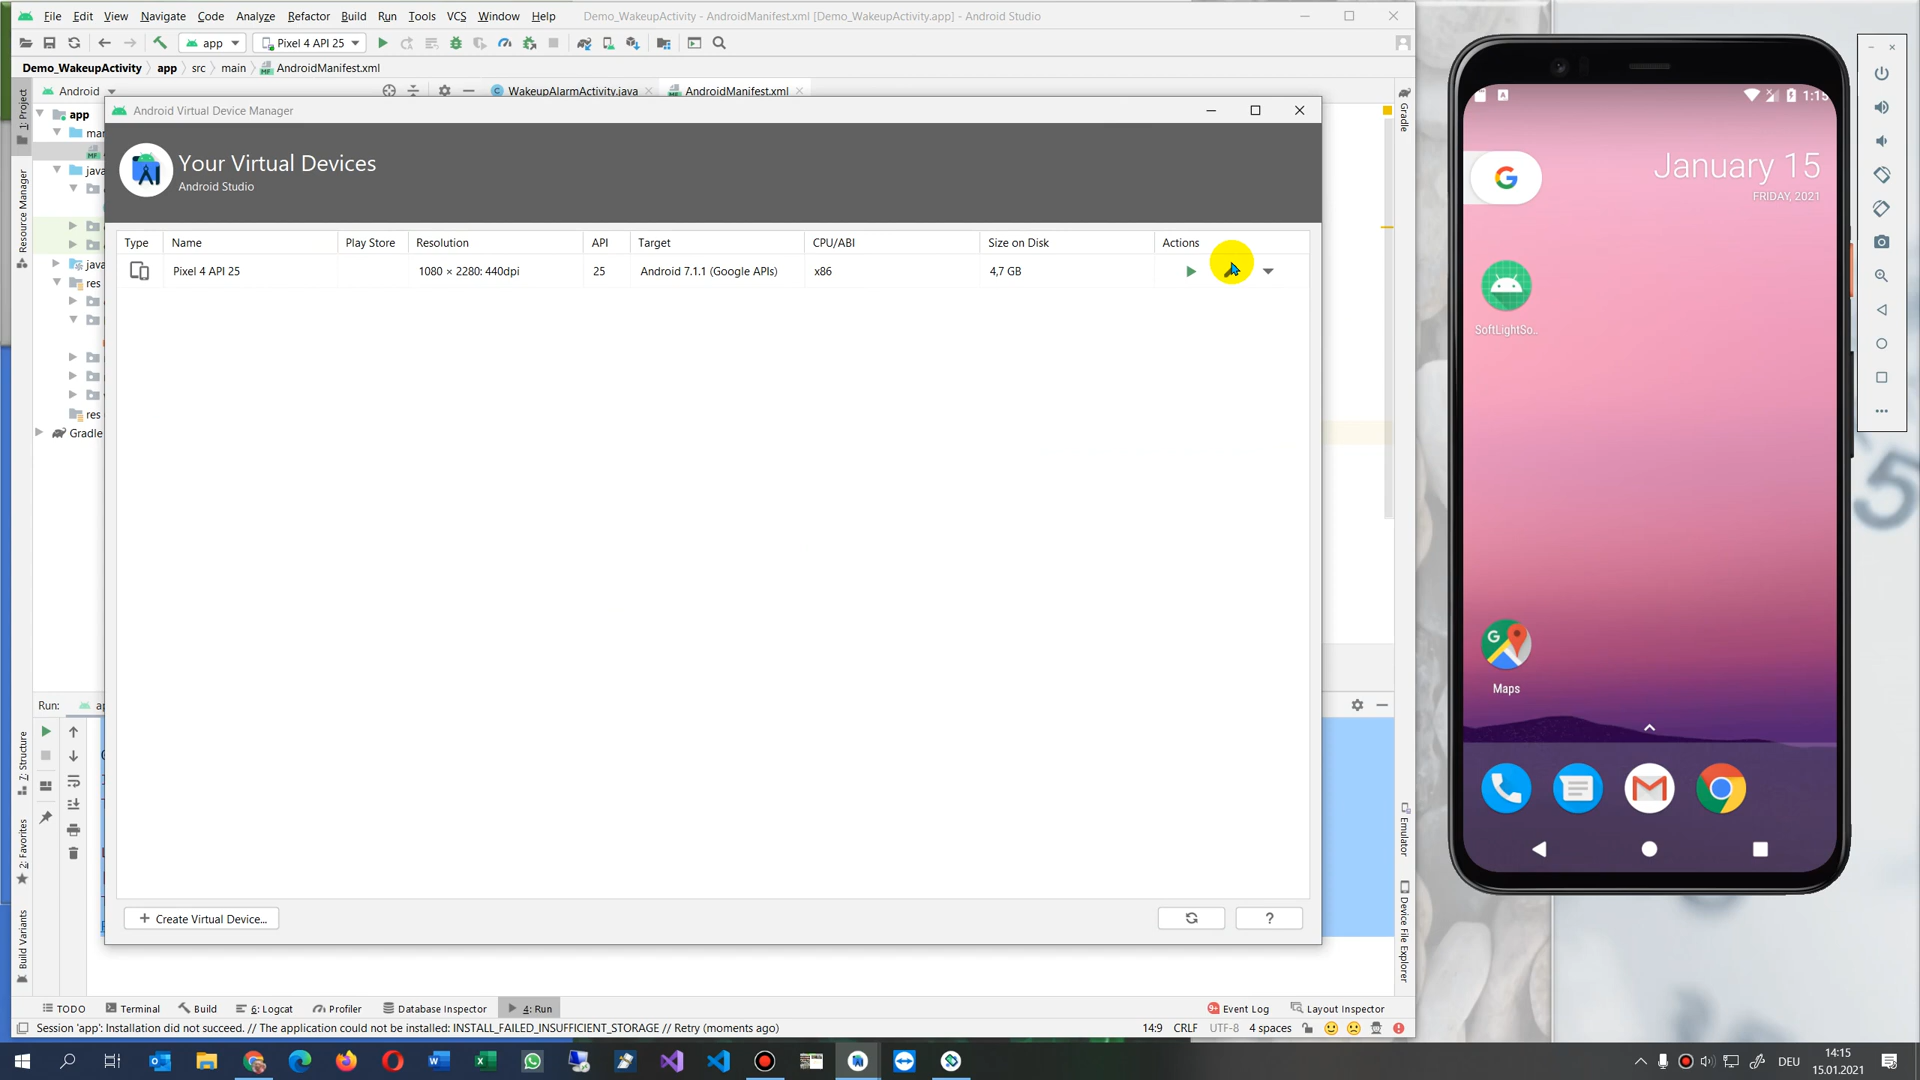 File Edit View Navigate Code Analyze Refactor Build Run Tools VCS Window Help Demo_WakeupActivity - AndroidManifest.xml [Demo_WakeupActivity.app] - Android Studio
app Pixel 4 API 25
Demo_WakeupActivity app src main AndroidManifest.xml
Android WakeupAlarmActivity.java AndroidManifest.xml
1: Project
Resource Manager
Z: Structure
2: Favorites
Build Variants
app
java
java
res
res
Gradle
Android Virtual Device Manager
Your Virtual Devices
Android Studio
Type Name Play Store Resolution API Target CPU/ABI Size on Disk Actions
Pixel 4 API 25 1080 × 2280: 440dpi 25 Android 7.1.1 (Google APIs) x86 4,7 GB
+ Create Virtual Device...
?
Run:
Gradle
Emulator
Device File Explorer
TODO Terminal Build 6: Logcat Profiler Database Inspector 4: Run Event Log Layout Inspector
Session 'app': Installation did not succeed. // The application could not be installed: INSTALL_FAILED_INSUFFICIENT_STORAGE // Retry (moments ago)
14:9 CRLF UTF-8 4 spaces
1:15
January 15
FRIDAY, 2021
SoftLightSo..
Maps
DEU
14:15
15.01.2021